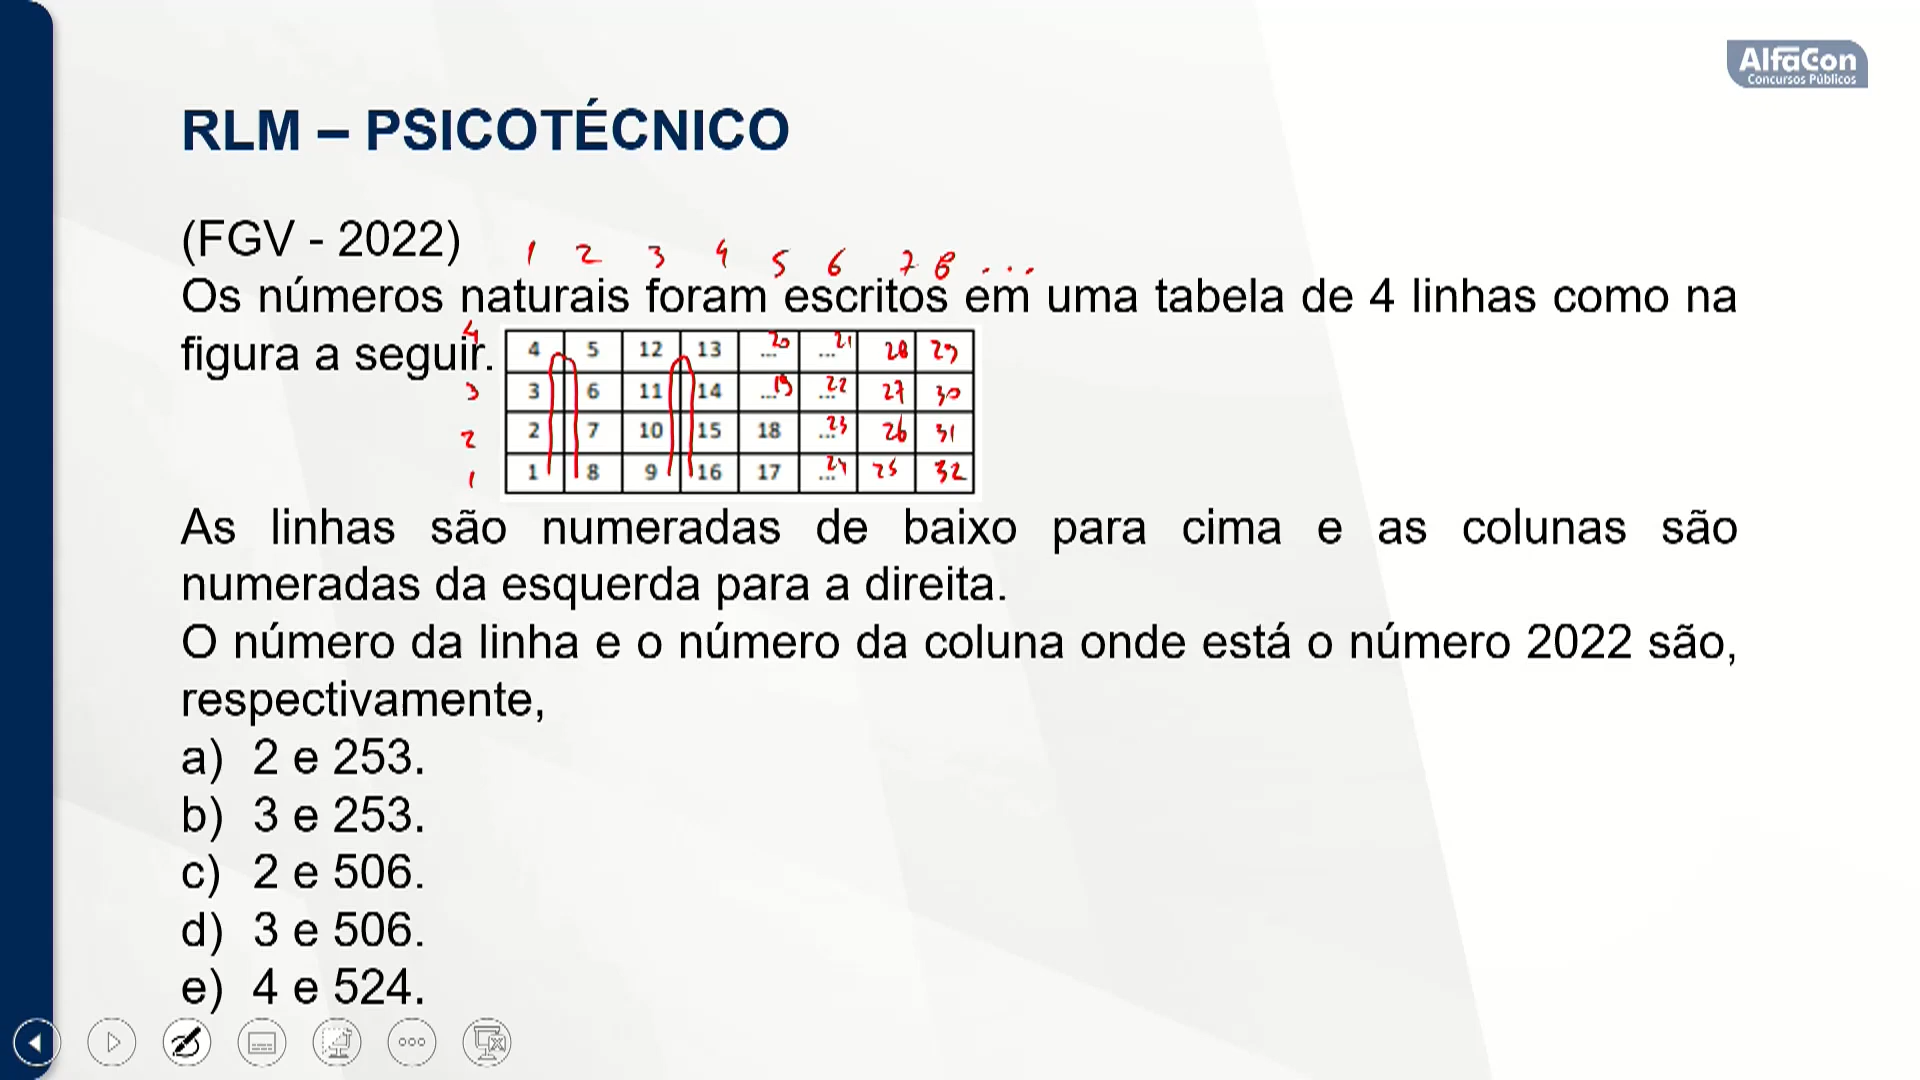 AlfaCon
Concursos Públicos
RLM – PSICOTÉCNICO
(FGV - 2022)
1 2 3 4 5 6 7 8 ...
Os números naturais foram escritos em uma tabela de 4 linhas como na
figura a seguir.
4 4 5 12 13 ...20 ...21 28 29
3 3 6 11 14 ...19 ...22 27 30
2 2 7 10 15 18 ...23 26 31
1 1 8 9 16 17 ...24 25 32
As linhas são numeradas de baixo para cima e as colunas são
numeradas da esquerda para a direita.
O número da linha e o número da coluna onde está o número 2022 são,
respectivamente,
a) 2 e 253.
b) 3 e 253.
c) 2 e 506.
d) 3 e 506.
e) 4 e 524.